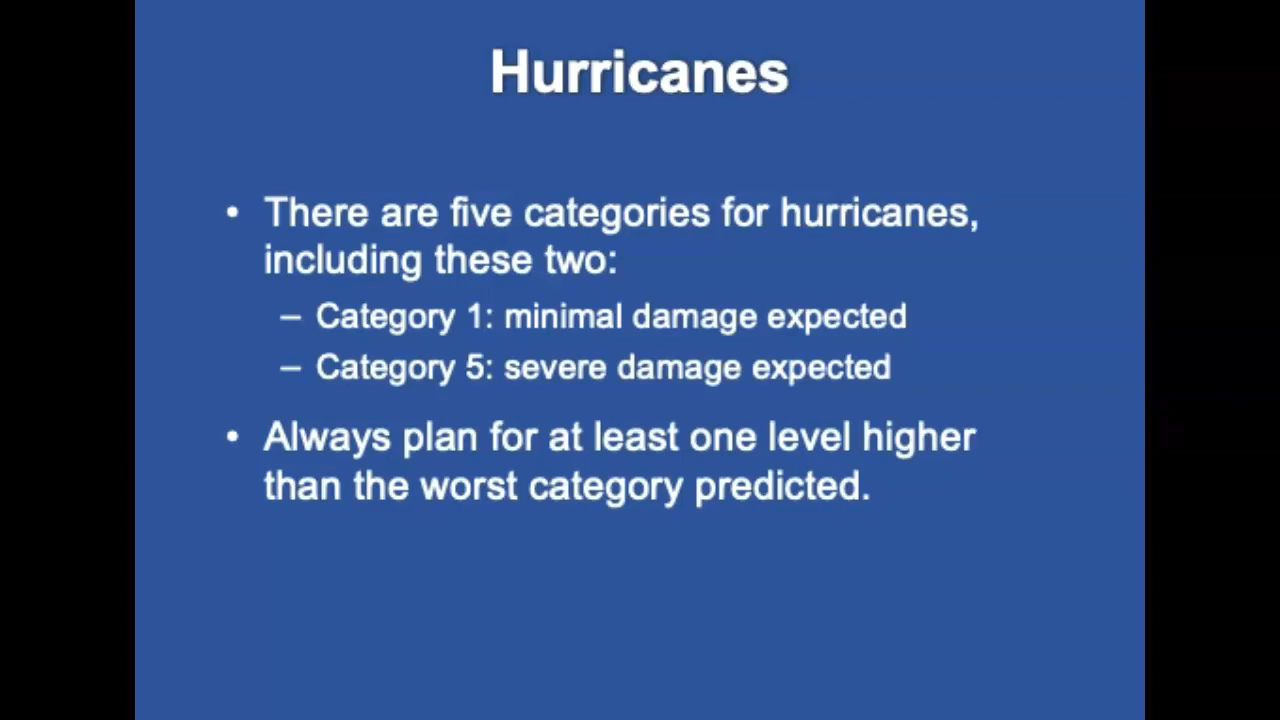 Hurricanes
• There are five categories for hurricanes,
including these two:
– Category 1: minimal damage expected
– Category 5: severe damage expected
• Always plan for at least one level higher
than the worst category predicted.